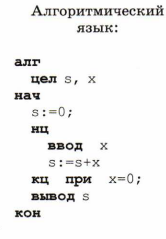 Алгоритмический
язык:
алг
цел s, x
нач
s:=0;
нц
ввод x
s:=s+x
кц при x=0;
вывод s
кон